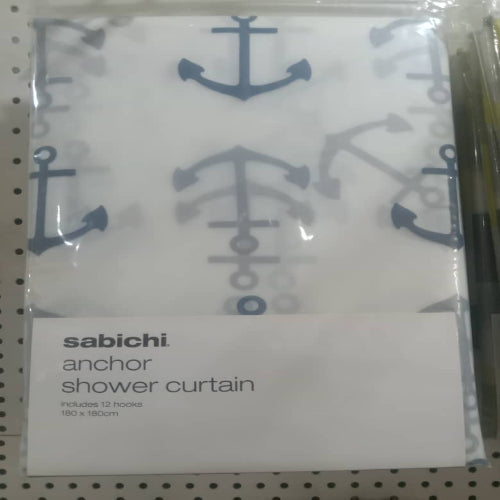 sabichi.
anchor
shower curtain
includes 12 hooks
180 x 180cm